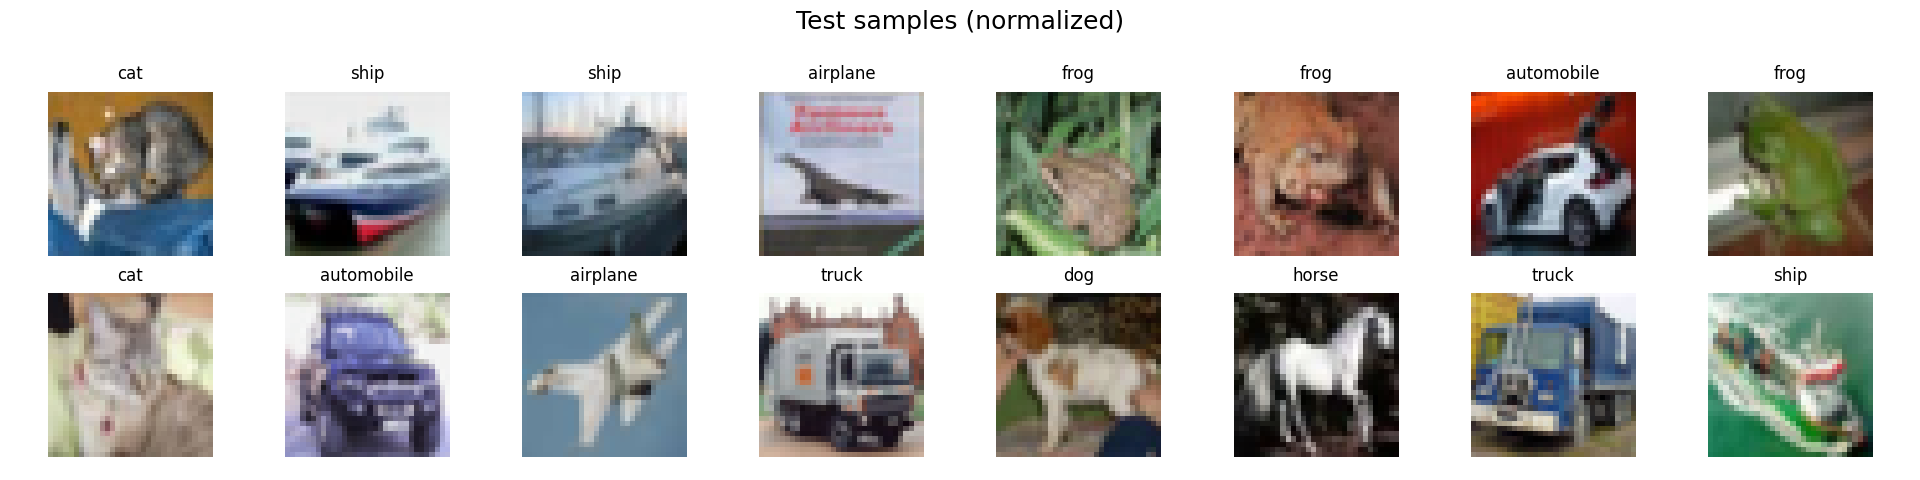 Test samples (normalized)
cat
ship
ship
airplane
frog
frog
automobile
frog
cat
automobile
airplane
truck
dog
horse
truck
ship